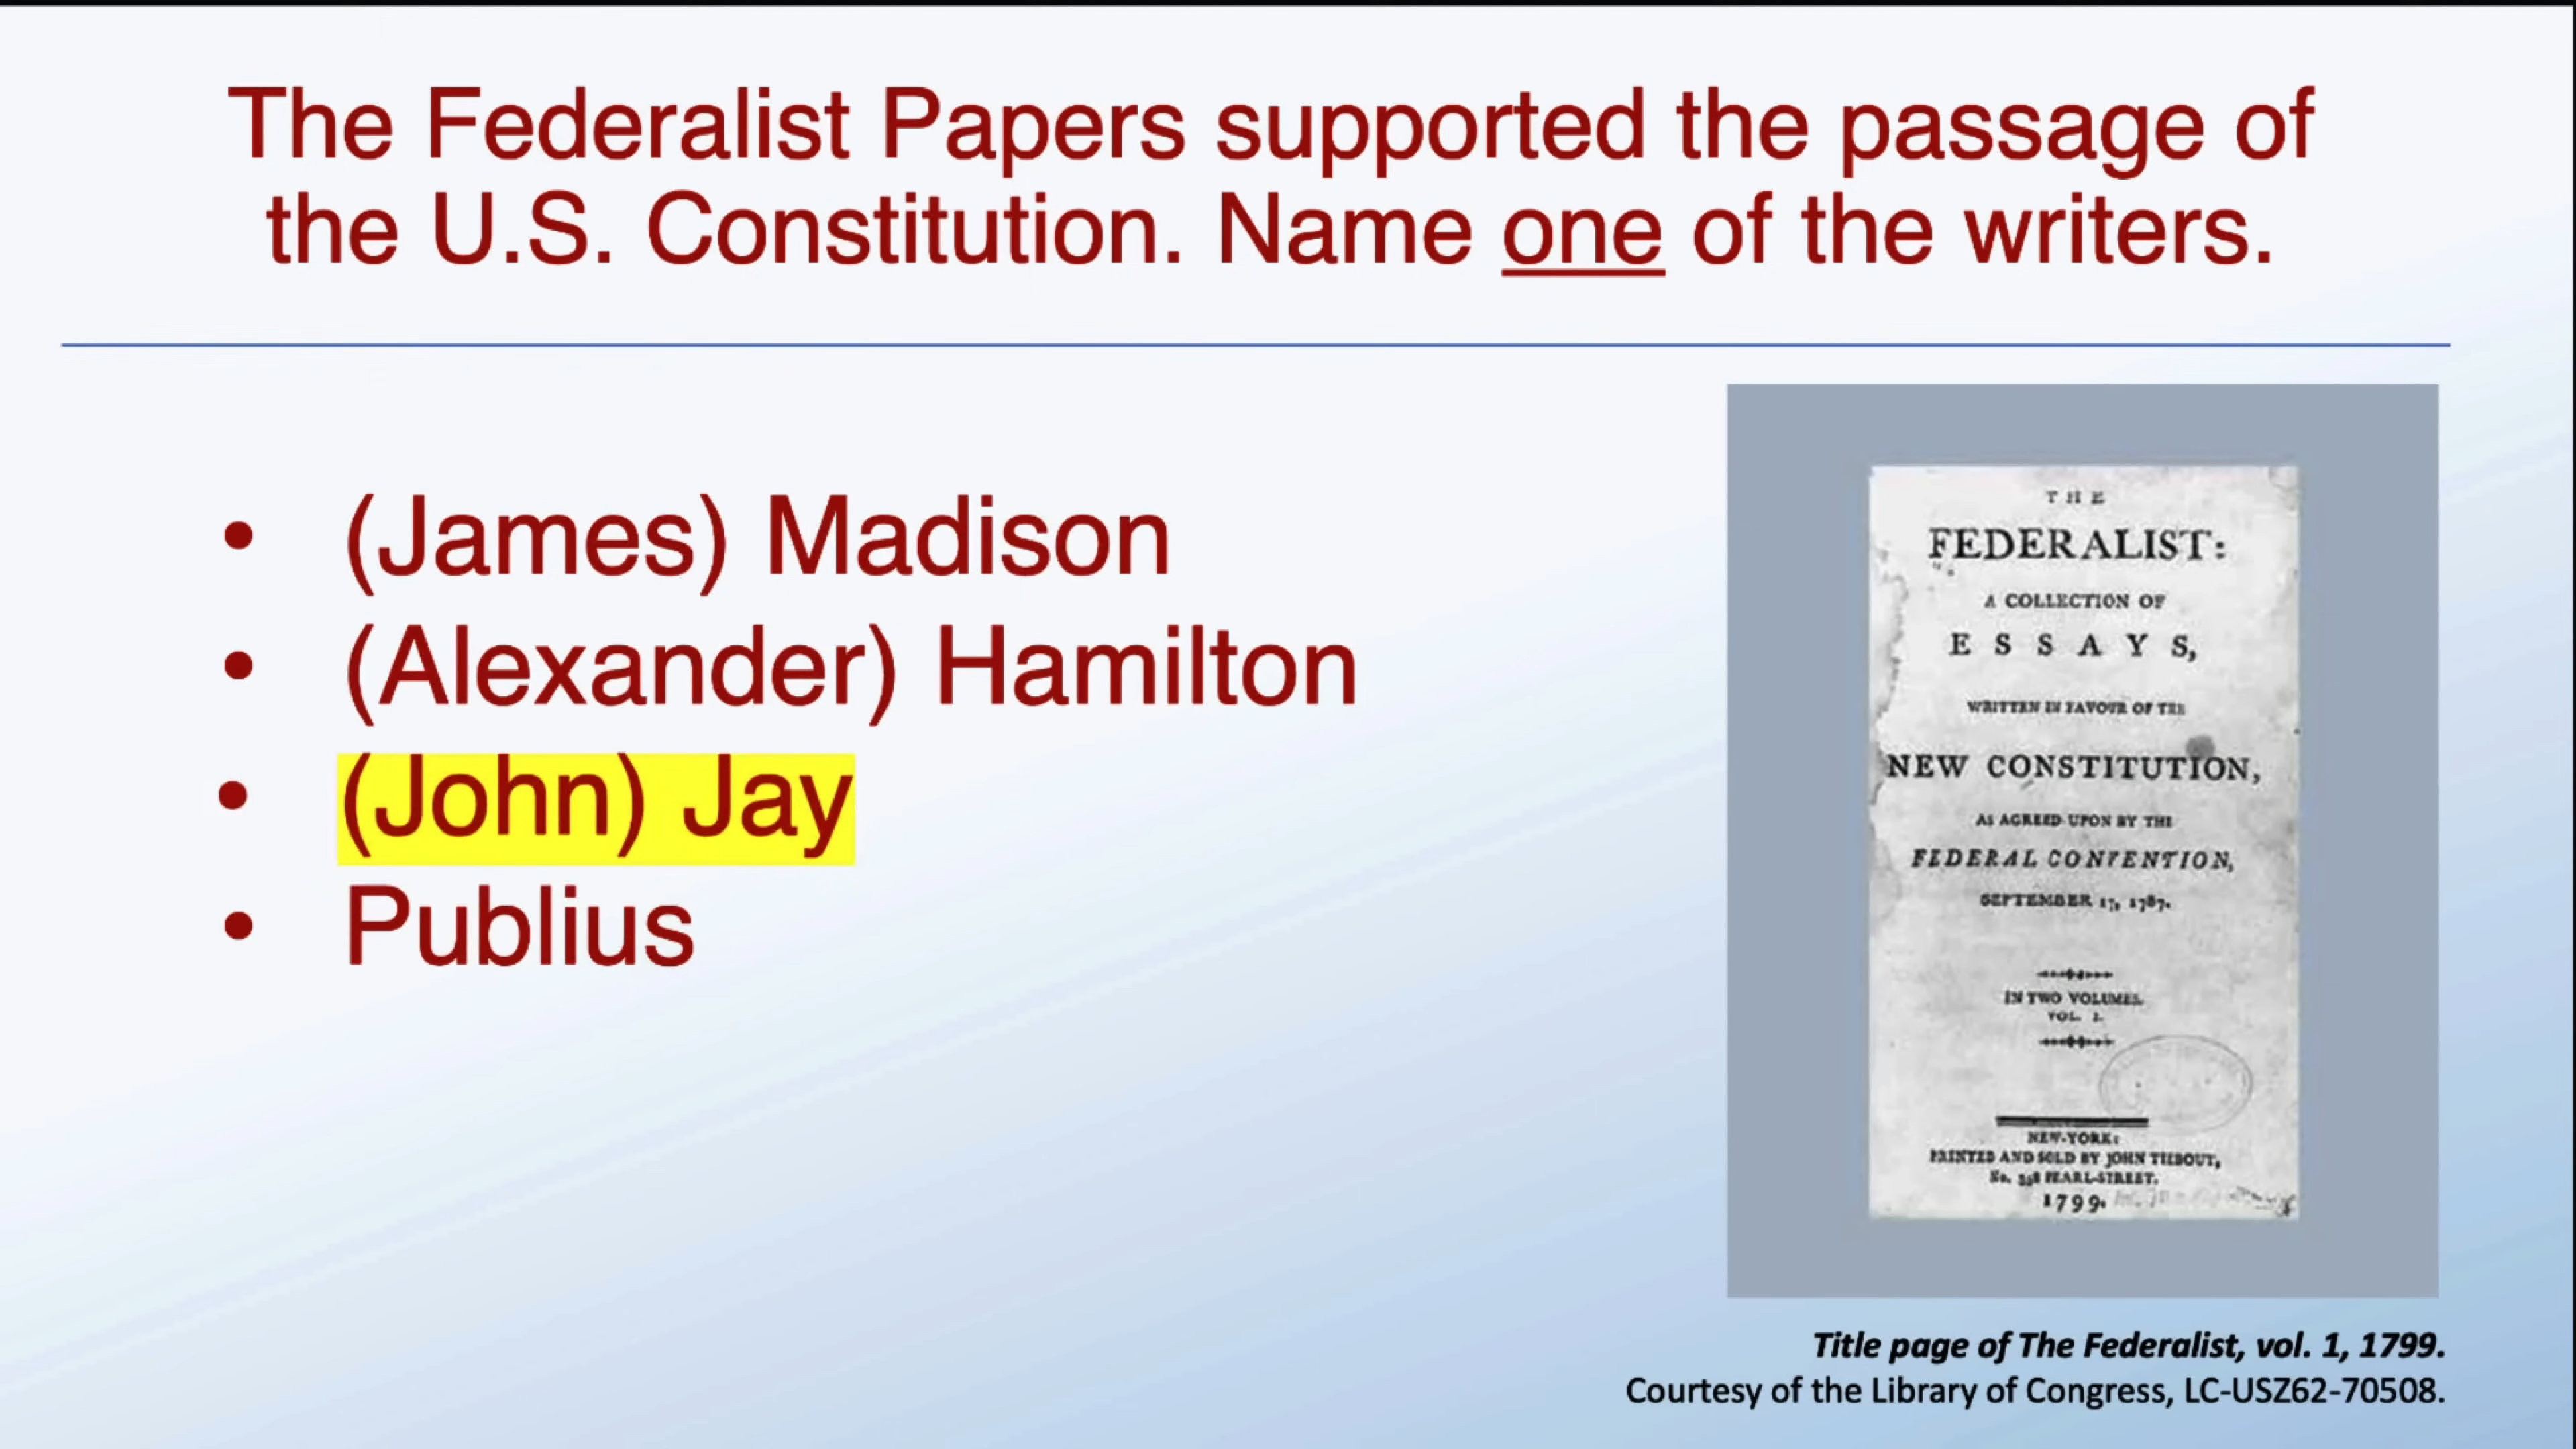 The Federalist Papers supported the passage of
the U.S. Constitution. Name one of the writers.
• (James) Madison
• (Alexander) Hamilton
• (John) Jay
• Publius
THE
FEDERALIST:
A COLLECTION OF
ESSAYS,
WRITTEN IN FAVOUR OF THE
NEW CONSTITUTION,
AS AGREED UPON BY THE
FEDERAL CONVENTION,
SEPTEMBER 17, 1787.
IN TWO VOLUMES.
VOL. I.
NEW-YORK:
PRINTED AND SOLD BY JOHN TIEBOUT,
No. 358 PEARL-STREET.
1799.
Title page of The Federalist, vol. 1, 1799.
Courtesy of the Library of Congress, LC-USZ62-70508.